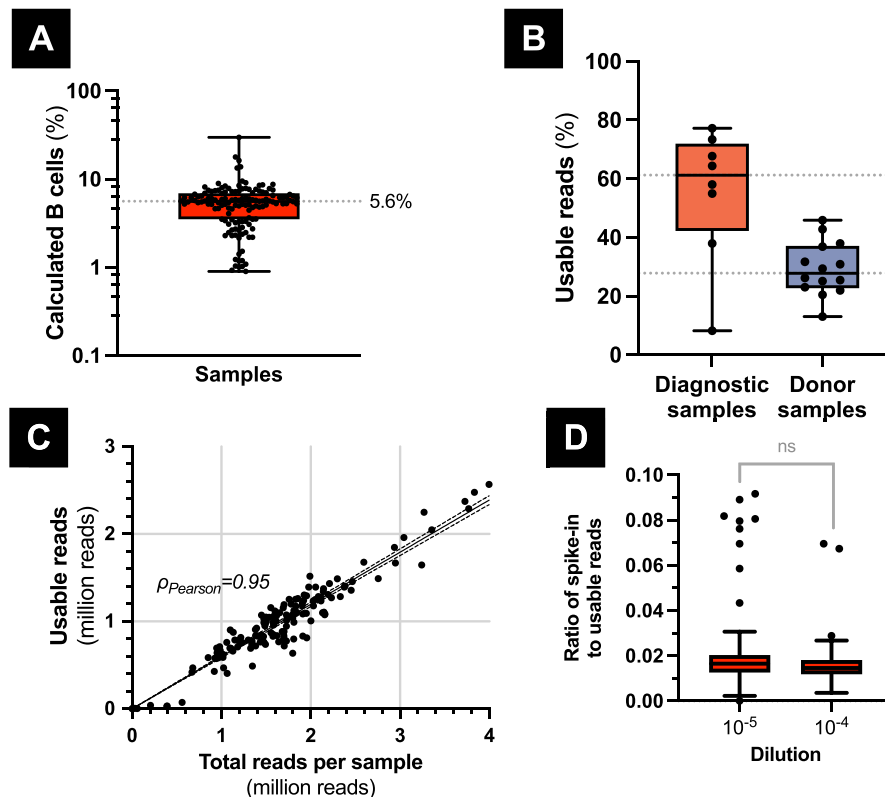 A
Calculated B cells (%)
100
10
1
0.1
5.6%
Samples
B
Usable reads (%)
100
80
60
40
20
0
Diagnostic
samples
Donor
samples
C
Usable reads
(million reads)
3
2
1
0
ρPearson=0.95
0
1
2
3
4
Total reads per sample
(million reads)
D
ns
Ratio of spike-in
to usable reads
0.10
0.08
0.06
0.04
0.02
0.00
10-5
10-4
Dilution